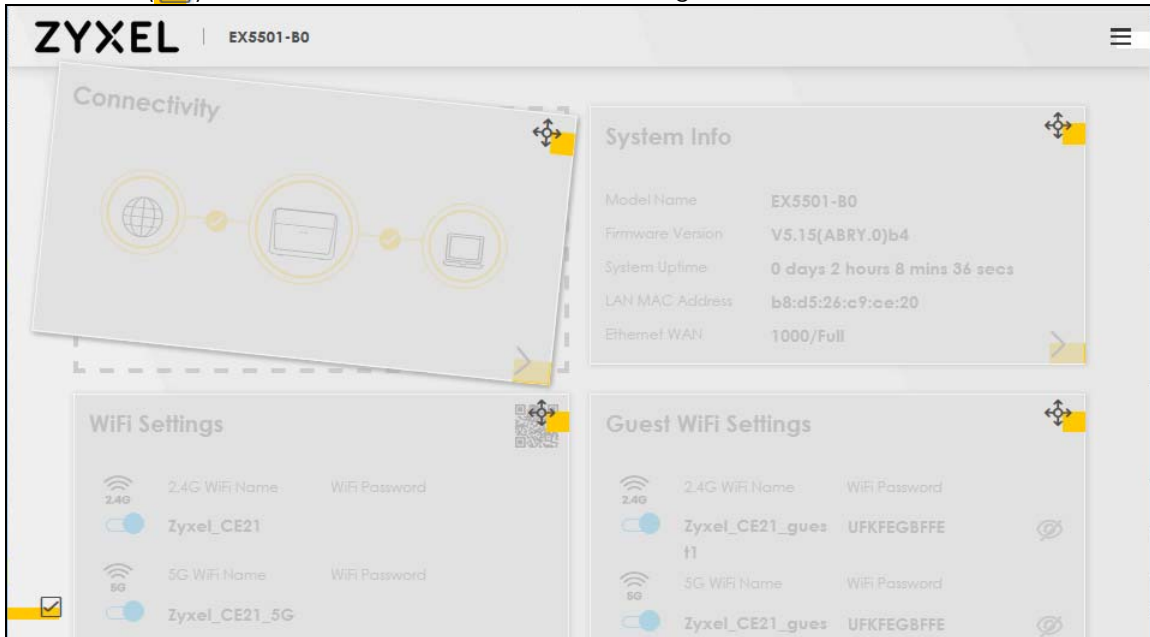 ZYXEL EX5501-B0
Connectivity
System Info
Model Name EX5501-B0
Firmware Version V5.15(ABRY.0)b4
System Uptime 0 days 2 hours 8 mins 36 secs
LAN MAC Address b8:d5:26:c9:ce:20
Ethernet WAN 1000/Full
WiFi Settings
2.4G
2.4G WiFi Name WiFi Password
Zyxel_CE21
5G
5G WiFi Name WiFi Password
Zyxel_CE21_5G
Guest WiFi Settings
2.4G
2.4G WiFi Name WiFi Password
Zyxel_CE21_gues UFKFEGBFFE
t1
5G
5G WiFi Name WiFi Password
Zyxel_CE21_gues UFKFEGBFFE